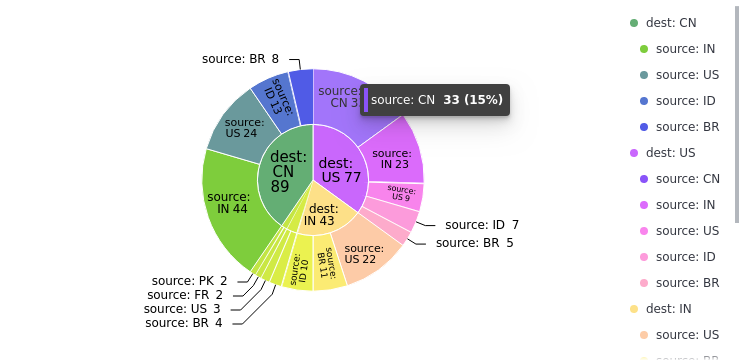 source: BR 8
source:
CN 33
source: CN 33 (15%)
source:
ID 13
source:
US 24
source:
IN 23
dest:
CN
89
dest:
US 77
source:
US 9
source:
IN 44
dest:
IN 43
source: ID 7
source: BR 5
source:
US 22
source:
BR 11
source:
ID 10
source: PK 2
source: FR 2
source: US 3
source: BR 4
dest: CN
source: IN
source: US
source: ID
source: BR
dest: US
source: CN
source: IN
source: US
source: ID
source: BR
dest: IN
source: US
source: BR